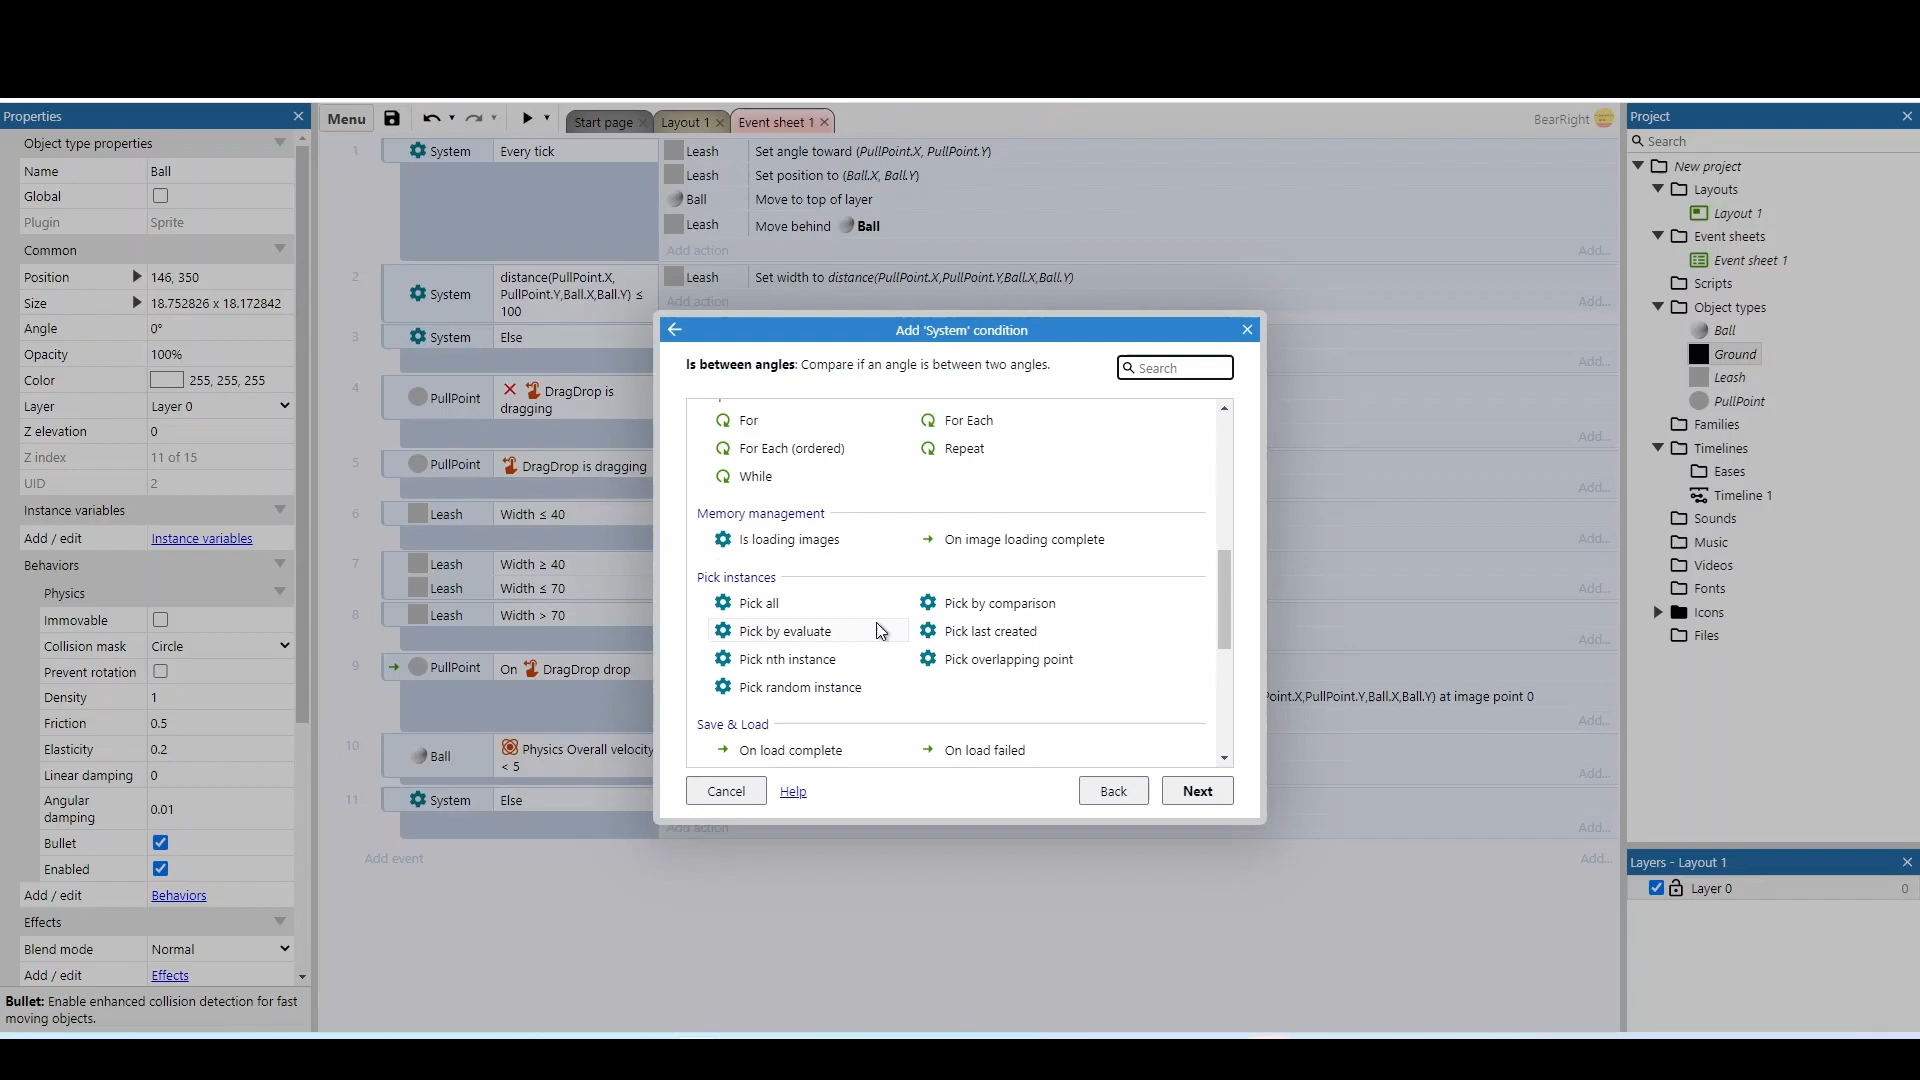 Properties
Object type properties
Name Ball
Global
Plugin Sprite
Common
Position 146, 350
Size 18.752826 x 18.172842
Angle 0°
Opacity 100%
Color 255, 255, 255
Layer Layer 0
Z elevation 0
Z index 11 of 15
UID 2
Instance variables
Add / edit Instance variables
Behaviors
Physics
Immovable
Collision mask Circle
Prevent rotation
Density 1
Friction 0.5
Elasticity 0.2
Linear damping 0
Angular
damping 0.01
Bullet
Enabled
Add / edit Behaviors
Effects
Blend mode Normal
Add / edit Effects
Bullet: Enable enhanced collision detection for fast
moving objects.
Menu
Start page
Layout 1
Event sheet 1
BearRight
1 System Every tick
Leash Set angle toward (PullPoint.X, PullPoint.Y)
Leash Set position to (Ball.X, Ball.Y)
Ball Move to top of layer
Leash Move behind Ball
Add action Add...
2 System distance(PullPoint.X,
PullPoint.Y,Ball.X,Ball.Y) ≤
100
Leash Set width to distance(PullPoint.X,PullPoint.Y,Ball.X,Ball.Y)
Add action Add...
3 System Else
Add...
4 PullPoint DragDrop is
dragging
Add...
5 PullPoint DragDrop is dragging
Add...
6 Leash Width ≤ 40
Add...
7 Leash Width ≥ 40
Leash Width ≤ 70
Add...
8 Leash Width > 70
Add...
9 PullPoint On DragDrop drop
Point.X,PullPoint.Y,Ball.X,Ball.Y) at image point 0
Add...
10 Ball Physics Overall velocity
< 5
Add...
11 System Else
Add action Add...
Add event Add...
Add 'System' condition
Is between angles: Compare if an angle is between two angles.
Search
For For Each
For Each (ordered) Repeat
While
Memory management
Is loading images On image loading complete
Pick instances
Pick all Pick by comparison
Pick by evaluate Pick last created
Pick nth instance Pick overlapping point
Pick random instance
Save & Load
On load complete On load failed
Cancel Help Back Next
Project
Search
New project
Layouts
Layout 1
Event sheets
Event sheet 1
Scripts
Object types
Ball
Ground
Leash
PullPoint
Families
Timelines
Eases
Timeline 1
Sounds
Music
Videos
Fonts
Icons
Files
Layers - Layout 1
Layer 0 0